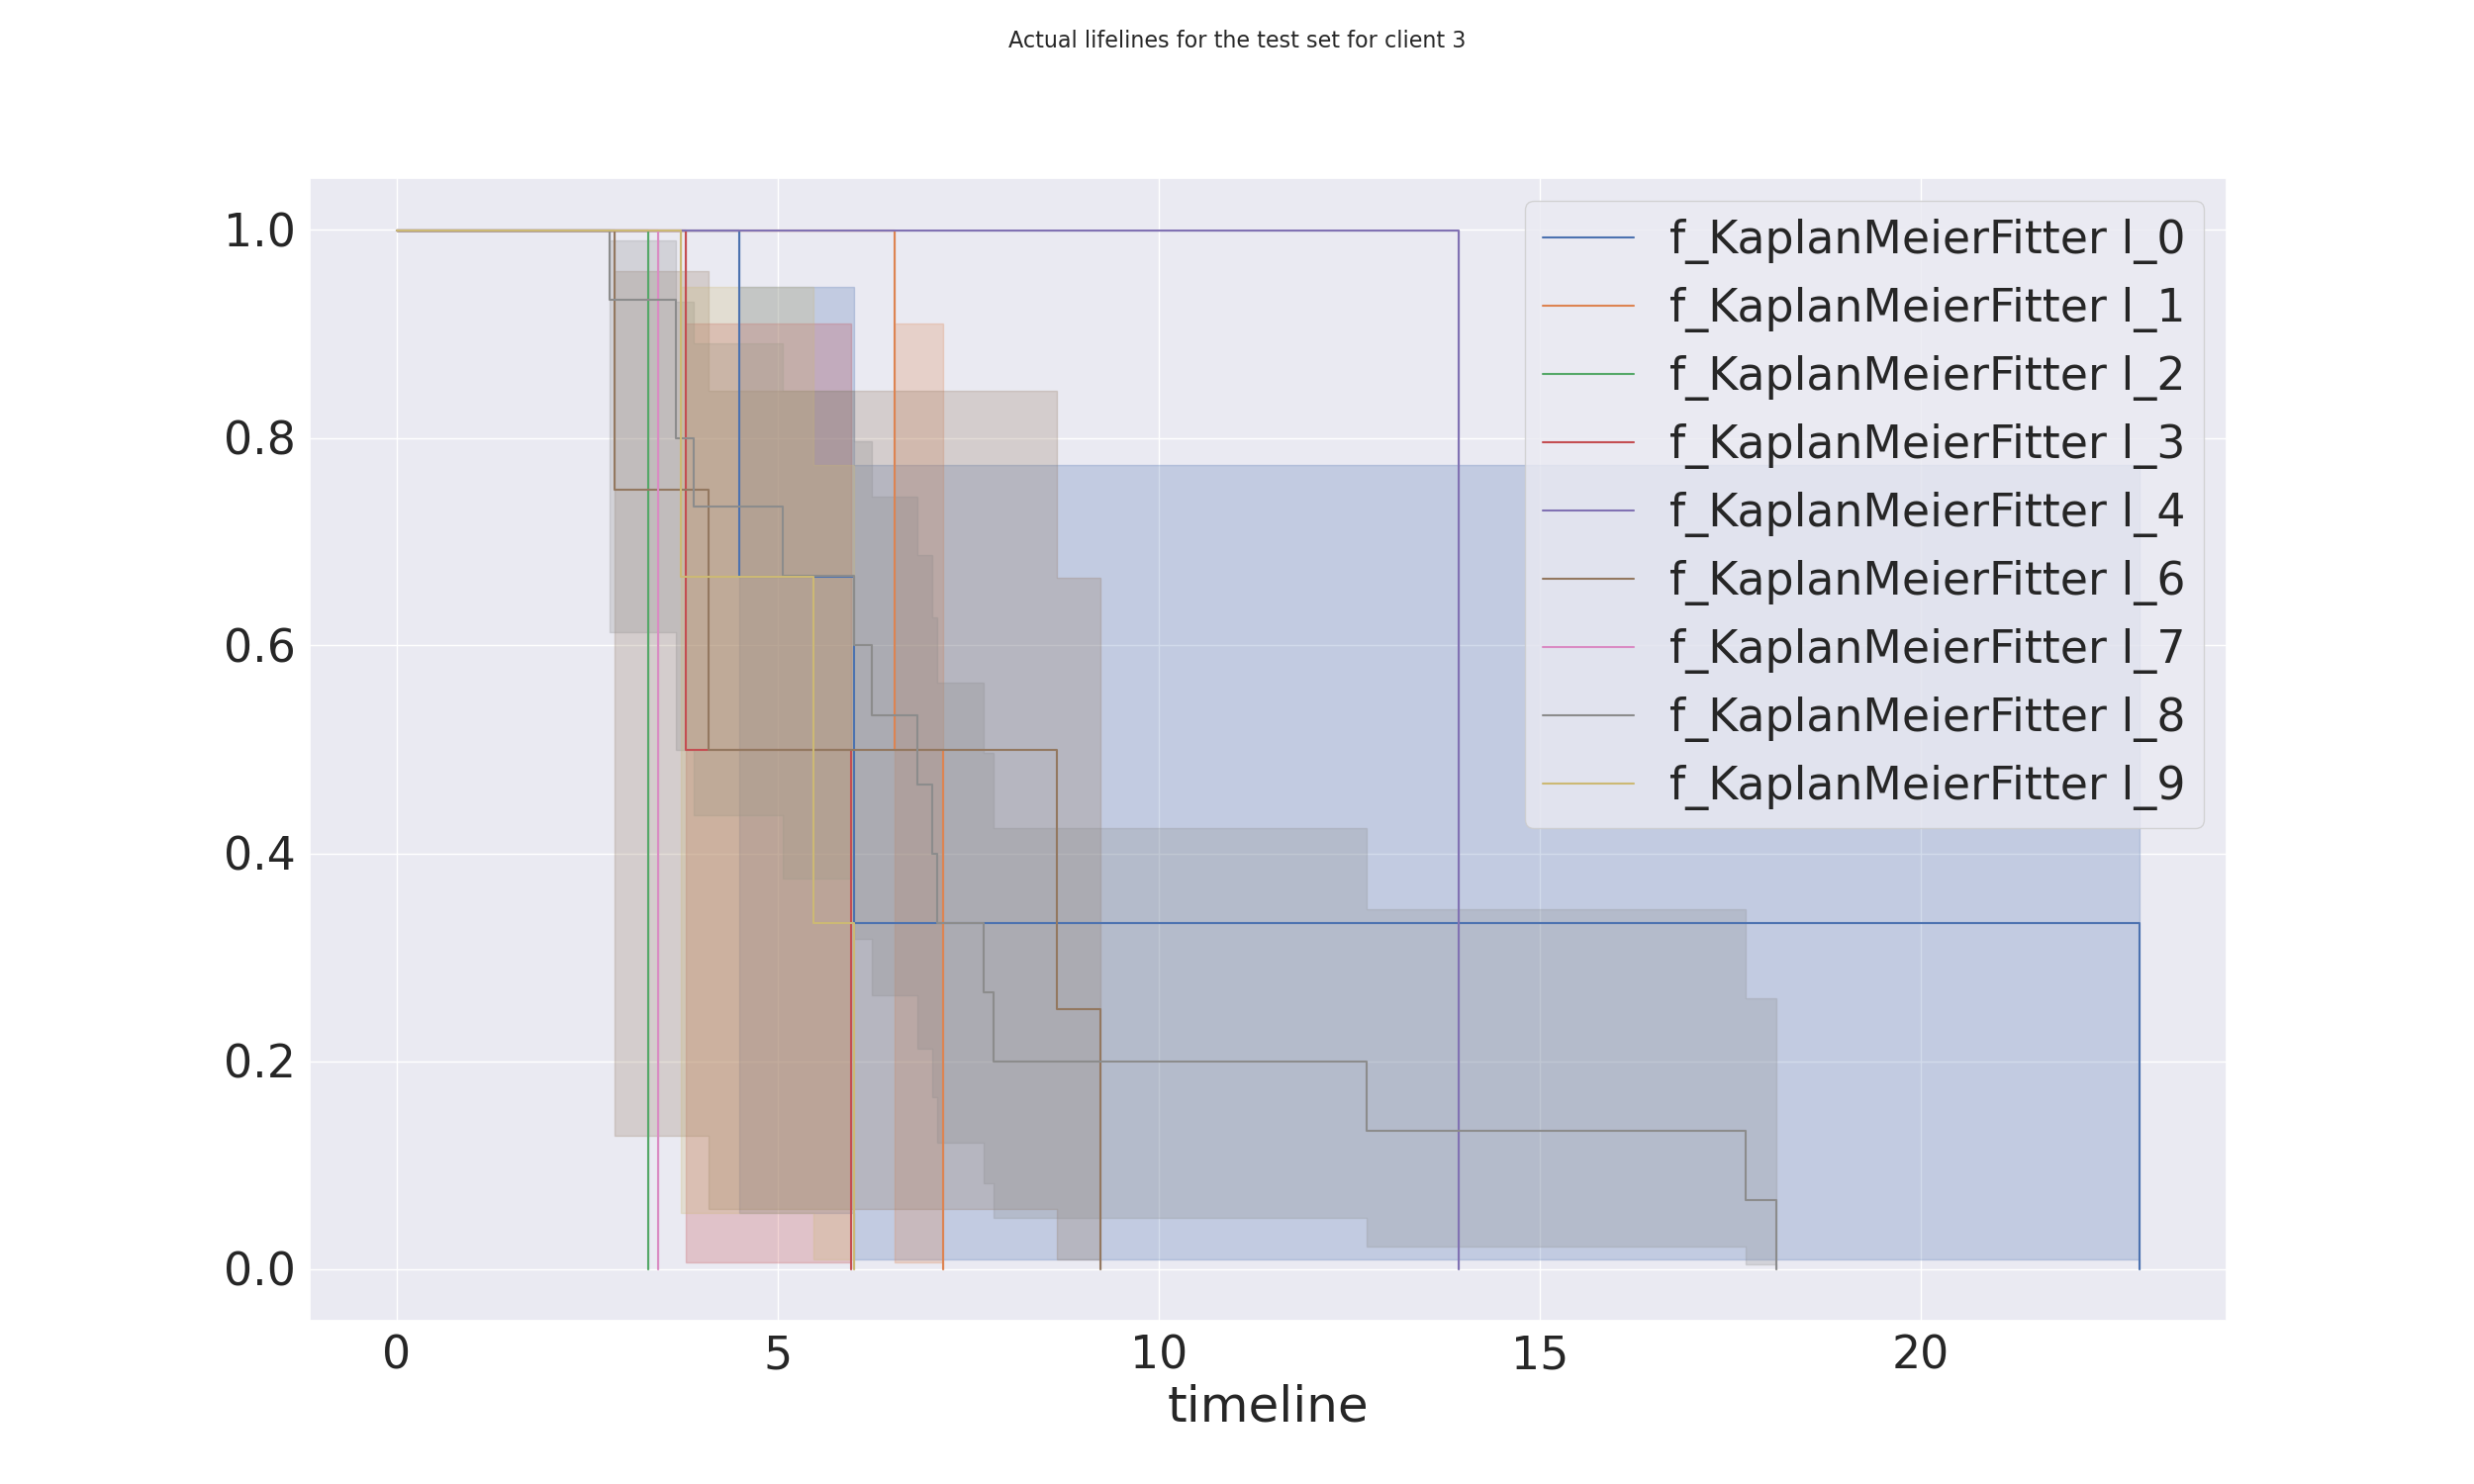 Actual lifelines for the test set for client 3
1.0
0.8
0.6
0.4
0.2
0.0
f_KaplanMeierFitter l_0
f_KaplanMeierFitter l_1
f_KaplanMeierFitter l_2
f_KaplanMeierFitter l_3
f_KaplanMeierFitter l_4
f_KaplanMeierFitter l_6
f_KaplanMeierFitter l_7
f_KaplanMeierFitter l_8
f_KaplanMeierFitter l_9
0 5 10 15 20
timeline